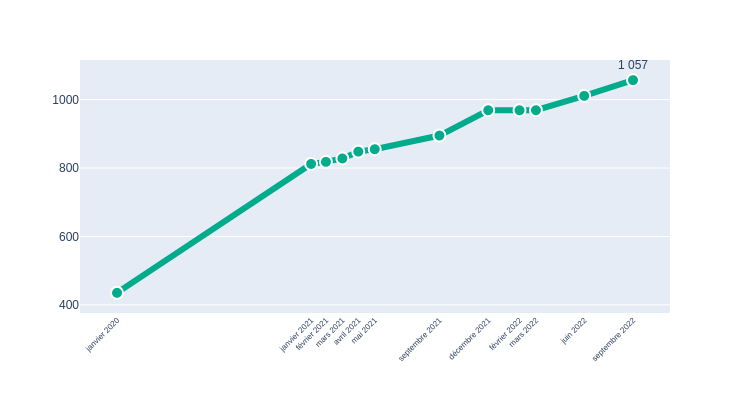 1 057
1000
800
600
400
janvier 2020
janvier 2021
février 2021
mars 2021
avril 2021
mai 2021
septembre 2021
décembre 2021
février 2022
mars 2022
juin 2022
septembre 2022